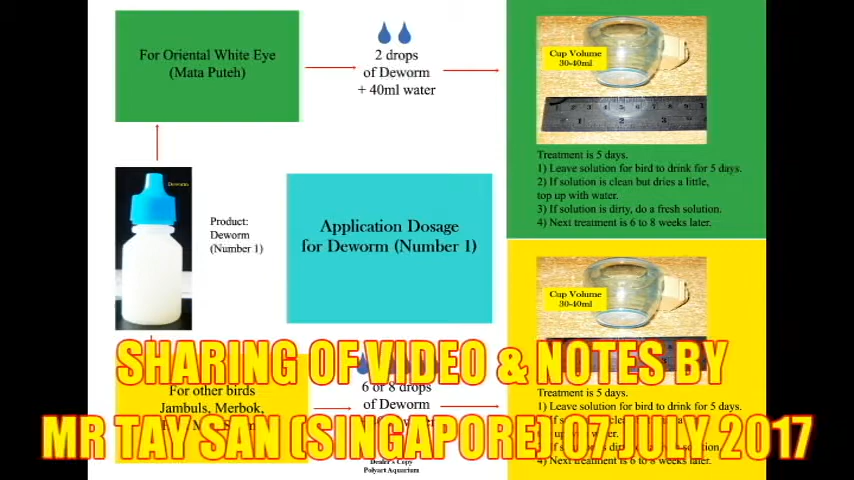 For Oriental White Eye
(Mata Puteh)
2 drops
of Deworm
+ 40ml water
Cup Volume
30-40ml
Treatment is 5 days.
1) Leave solution for bird to drink for 5 days.
2) If solution is clean but dries a little,
top up with water.
3) If solution is dirty, do a fresh solution.
4) Next treatment is 6 to 8 weeks later.
Deworm
Product:
Deworm
(Number 1)
Application Dosage
for Deworm (Number 1)
Cup Volume
30-40ml
SHARING OF VIDEO & NOTES BY
For other birds
Jambuls, Merbok,
6 or 8 drops
of Deworm
Treatment is 5 days.
1) Leave solution for bird to drink for 5 days.
MR TAY SAN (SINGAPORE) 07 JULY 2017
4) Next treatment is 6 to 8 weeks later.
Dealer's Copy
Polyart Aquarium